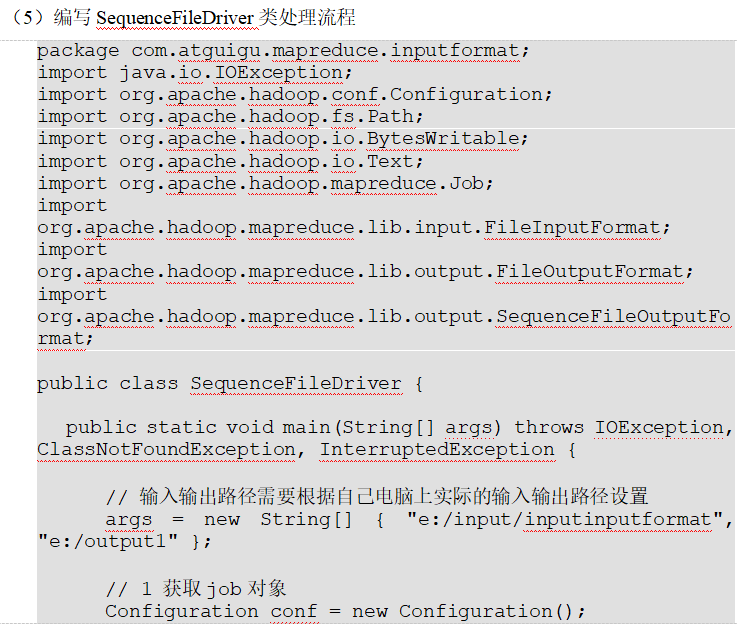 （5）编写 SequenceFileDriver 类处理流程
package com.atguigu.mapreduce.inputformat;
import java.io.IOException;
import org.apache.hadoop.conf.Configuration;
import org.apache.hadoop.fs.Path;
import org.apache.hadoop.io.BytesWritable;
import org.apache.hadoop.io.Text;
import org.apache.hadoop.mapreduce.Job;
import
org.apache.hadoop.mapreduce.lib.input.FileInputFormat;
import
org.apache.hadoop.mapreduce.lib.output.FileOutputFormat;
import
org.apache.hadoop.mapreduce.lib.output.SequenceFileOutputFo
rmat;
public class SequenceFileDriver {
public static void main(String[] args) throws IOException,
ClassNotFoundException, InterruptedException {
// 输入输出路径需要根据自己电脑上实际的输入输出路径设置
args = new String[] { "e:/input/inputinputformat",
"e:/output1" };
// 1 获取 job 对象
Configuration conf = new Configuration();